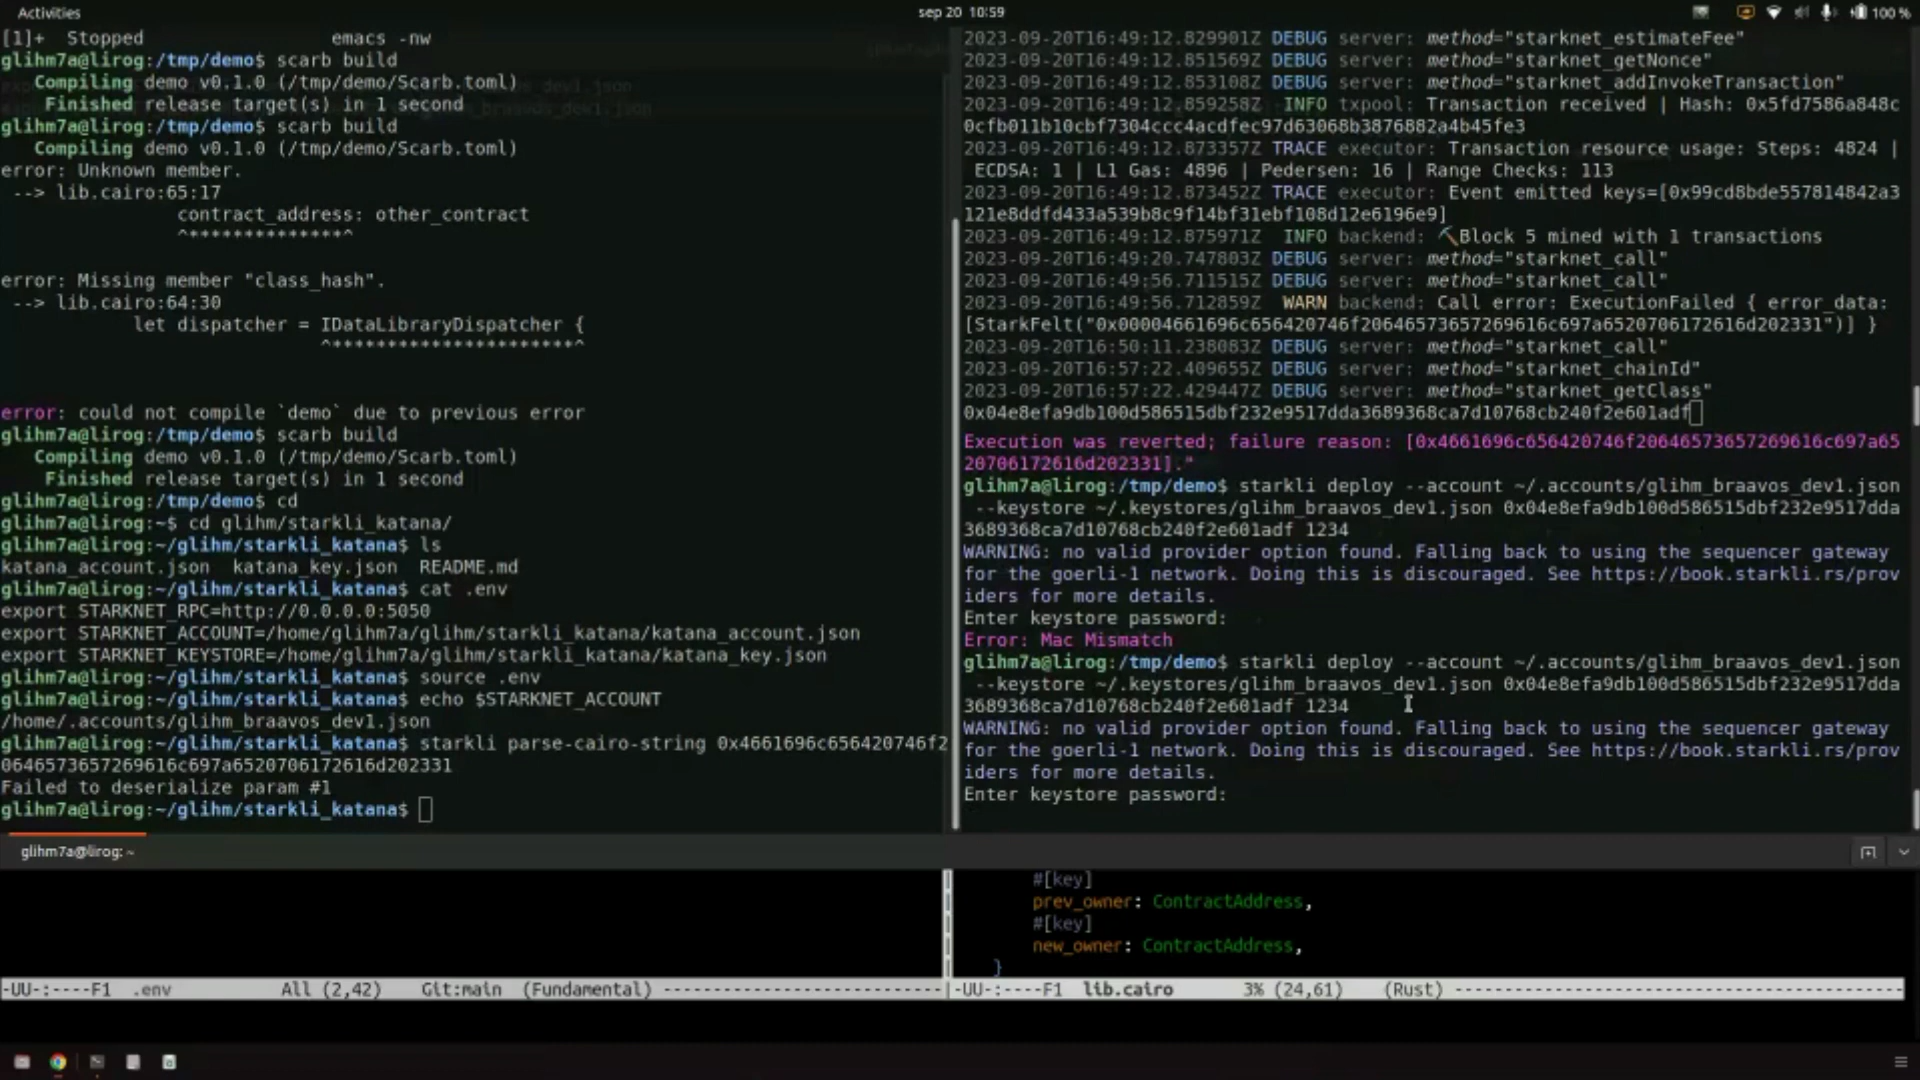 Activities
sep 20 10:59
100 %
[1]+  Stopped                 emacs -nw
glihm7a@lirog:/tmp/demo$ scarb build
   Compiling demo v0.1.0 (/tmp/demo/Scarb.toml)
    Finished release target(s) in 1 second
glihm7a@lirog:/tmp/demo$ scarb build
   Compiling demo v0.1.0 (/tmp/demo/Scarb.toml)
error: Unknown member.
 --> lib.cairo:65:17
                contract_address: other_contract
                ^**************^
error: Missing member "class_hash".
 --> lib.cairo:64:30
            let dispatcher = IDataLibraryDispatcher {
                             ^**********************^
error: could not compile `demo` due to previous error
glihm7a@lirog:/tmp/demo$ scarb build
   Compiling demo v0.1.0 (/tmp/demo/Scarb.toml)
    Finished release target(s) in 1 second
glihm7a@lirog:/tmp/demo$ cd
glihm7a@lirog:~$ cd glihm/starkli_katana/
glihm7a@lirog:~/glihm/starkli_katana$ ls
katana_account.json  katana_key.json  README.md
glihm7a@lirog:~/glihm/starkli_katana$ cat .env
export STARKNET_RPC=http://0.0.0.0:5050
export STARKNET_ACCOUNT=/home/glihm7a/glihm/starkli_katana/katana_account.json
export STARKNET_KEYSTORE=/home/glihm7a/glihm/starkli_katana/katana_key.json
glihm7a@lirog:~/glihm/starkli_katana$ source .env
glihm7a@lirog:~/glihm/starkli_katana$ echo $STARKNET_ACCOUNT
/home/.accounts/glihm_braavos_dev1.json
glihm7a@lirog:~/glihm/starkli_katana$ starkli parse-cairo-string 0x4661696c656420746f2
0646573657269616c697a6520706172616d202331
Failed to deserialize param #1
glihm7a@lirog:~/glihm/starkli_katana$
2023-09-20T16:49:12.829901Z DEBUG server: method="starknet_estimateFee"
2023-09-20T16:49:12.851569Z DEBUG server: method="starknet_getNonce"
2023-09-20T16:49:12.853108Z DEBUG server: method="starknet_addInvokeTransaction"
2023-09-20T16:49:12.859258Z  INFO txpool: Transaction received | Hash: 0x5fd7586a848c
0cfb011b10cbf7304ccc4acdfec97d63068b3876882a4b45fe3
2023-09-20T16:49:12.873357Z TRACE executor: Transaction resource usage: Steps: 4824 |
 ECDSA: 1 | L1 Gas: 4896 | Pedersen: 16 | Range Checks: 113
2023-09-20T16:49:12.873452Z TRACE executor: Event emitted keys=[0x99cd8bde557814842a3
121e8ddfd433a539b8c9f14bf31ebf108d12e6196e9]
2023-09-20T16:49:12.875971Z  INFO backend: ⛏️Block 5 mined with 1 transactions
2023-09-20T16:49:20.747803Z DEBUG server: method="starknet_call"
2023-09-20T16:49:56.711515Z DEBUG server: method="starknet_call"
2023-09-20T16:49:56.712859Z  WARN backend: Call error: ExecutionFailed { error_data:
[StarkFelt("0x00004661696c656420746f20646573657269616c697a6520706172616d202331")] }
2023-09-20T16:50:11.238083Z DEBUG server: method="starknet_call"
2023-09-20T16:57:22.409655Z DEBUG server: method="starknet_chainId"
2023-09-20T16:57:22.429447Z DEBUG server: method="starknet_getClass"
0x04e8efa9db100d586515dbf232e9517dda3689368ca7d10768cb240f2e601adf
Execution was reverted; failure reason: [0x4661696c656420746f20646573657269616c697a65
20706172616d202331]."
glihm7a@lirog:/tmp/demo$ starkli deploy --account ~/.accounts/glihm_braavos_dev1.json
 --keystore ~/.keystores/glihm_braavos_dev1.json 0x04e8efa9db100d586515dbf232e9517dda
3689368ca7d10768cb240f2e601adf 1234
WARNING: no valid provider option found. Falling back to using the sequencer gateway
for the goerli-1 network. Doing this is discouraged. See https://book.starkli.rs/prov
iders for more details.
Enter keystore password:
Error: Mac Mismatch
glihm7a@lirog:/tmp/demo$ starkli deploy --account ~/.accounts/glihm_braavos_dev1.json
 --keystore ~/.keystores/glihm_braavos_dev1.json 0x04e8efa9db100d586515dbf232e9517dda
3689368ca7d10768cb240f2e601adf 1234
WARNING: no valid provider option found. Falling back to using the sequencer gateway
for the goerli-1 network. Doing this is discouraged. See https://book.starkli.rs/prov
iders for more details.
Enter keystore password:
glihm7a@lirog: ~
#[key]
prev_owner: ContractAddress,
#[key]
new_owner: ContractAddress,
}
-UU-:----F1  .env           All (2,42)     Git:main  (Fundamental) ------------------------
-UU-:----F1  lib.cairo       3% (24,61)    (Rust) -----------------------------------------